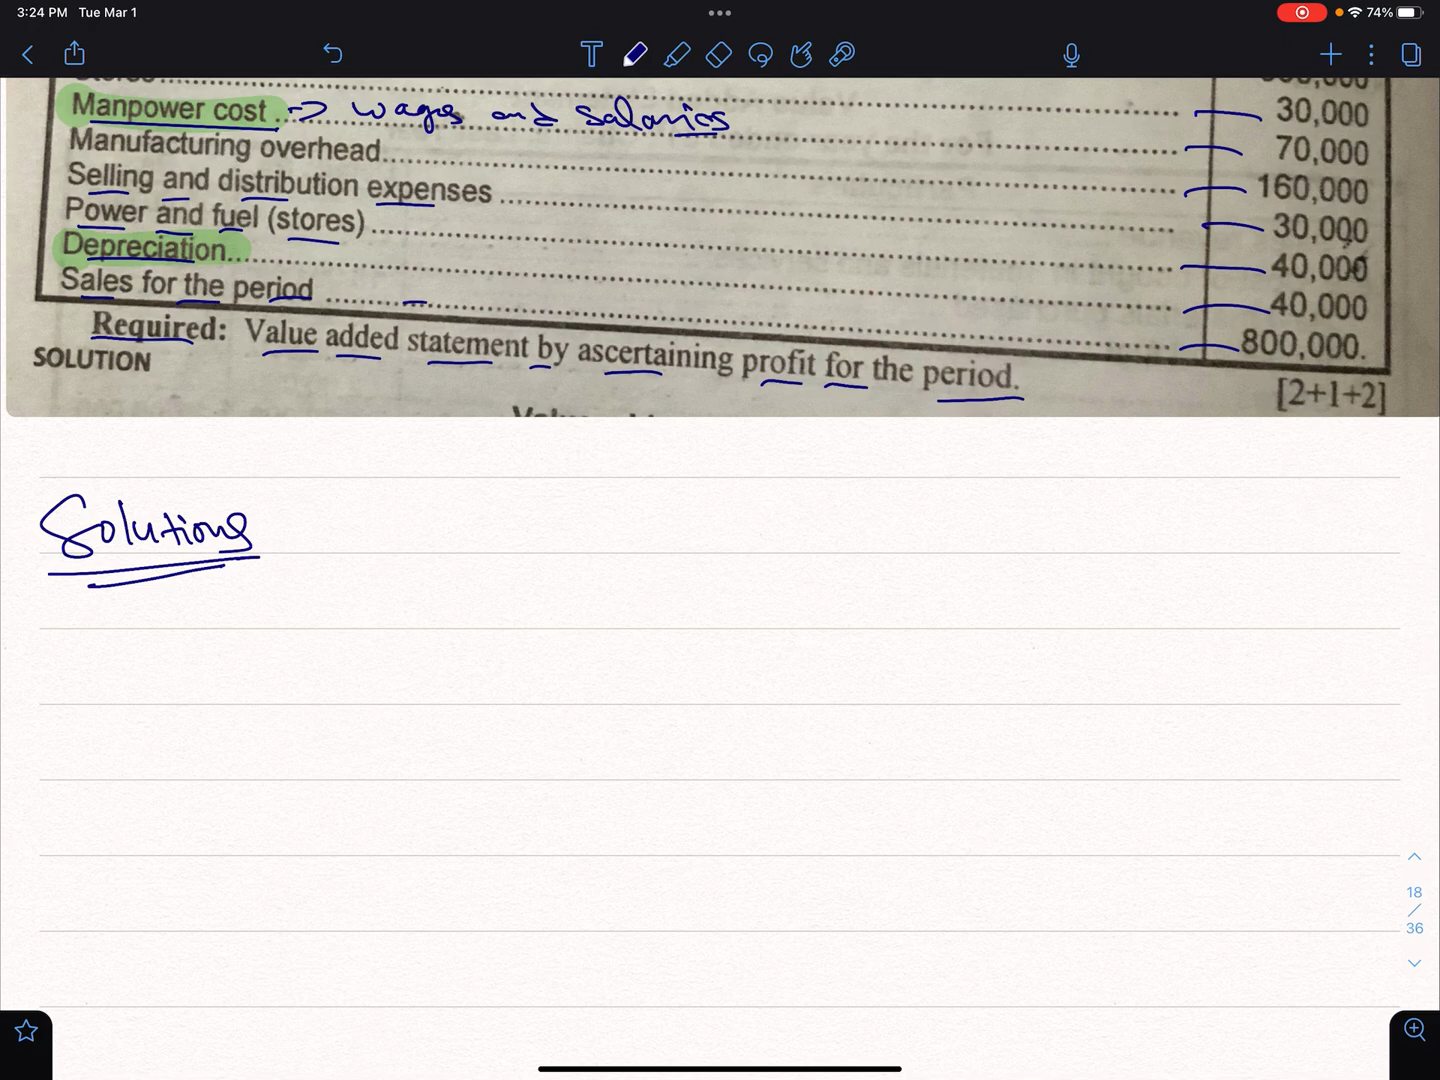 3:24 PM Tue Mar 1
74%
Manpower cost → wages and Salaries 30,000
Manufacturing overhead 70,000
Selling and distribution expenses 160,000
Power and fuel (stores) 30,000
Depreciation 40,000
Sales for the period 40,000
800,000.
Required: Value added statement by ascertaining profit for the period.
[2+1+2]
SOLUTION
Solutions
18
/
36